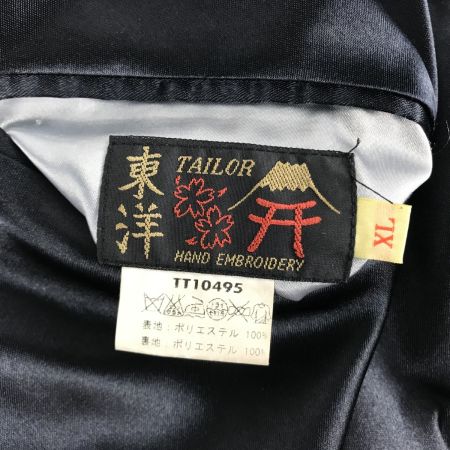 東洋
TAILOR
HAND EMBROIDERY
XL
TT10495
表地：ポリエステル 100%
裏地：ポリエステル 100%